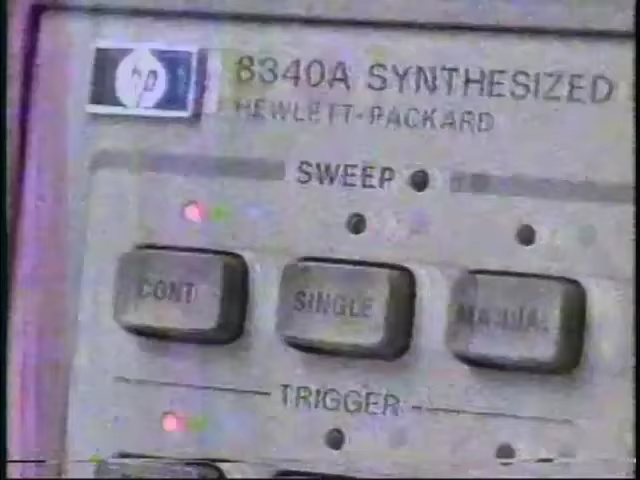 hp
8340A SYNTHESIZED
HEWLETT-PACKARD
SWEEP
CONT SINGLE MANUAL
TRIGGER